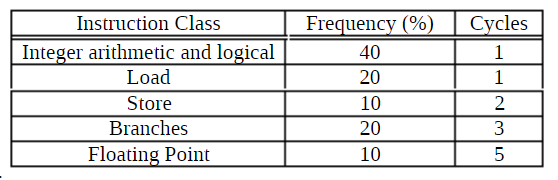 Instruction Class Frequency (%) Cycles
Integer arithmetic and logical 40 1
Load 20 1
Store 10 2
Branches 20 3
Floating Point 10 5